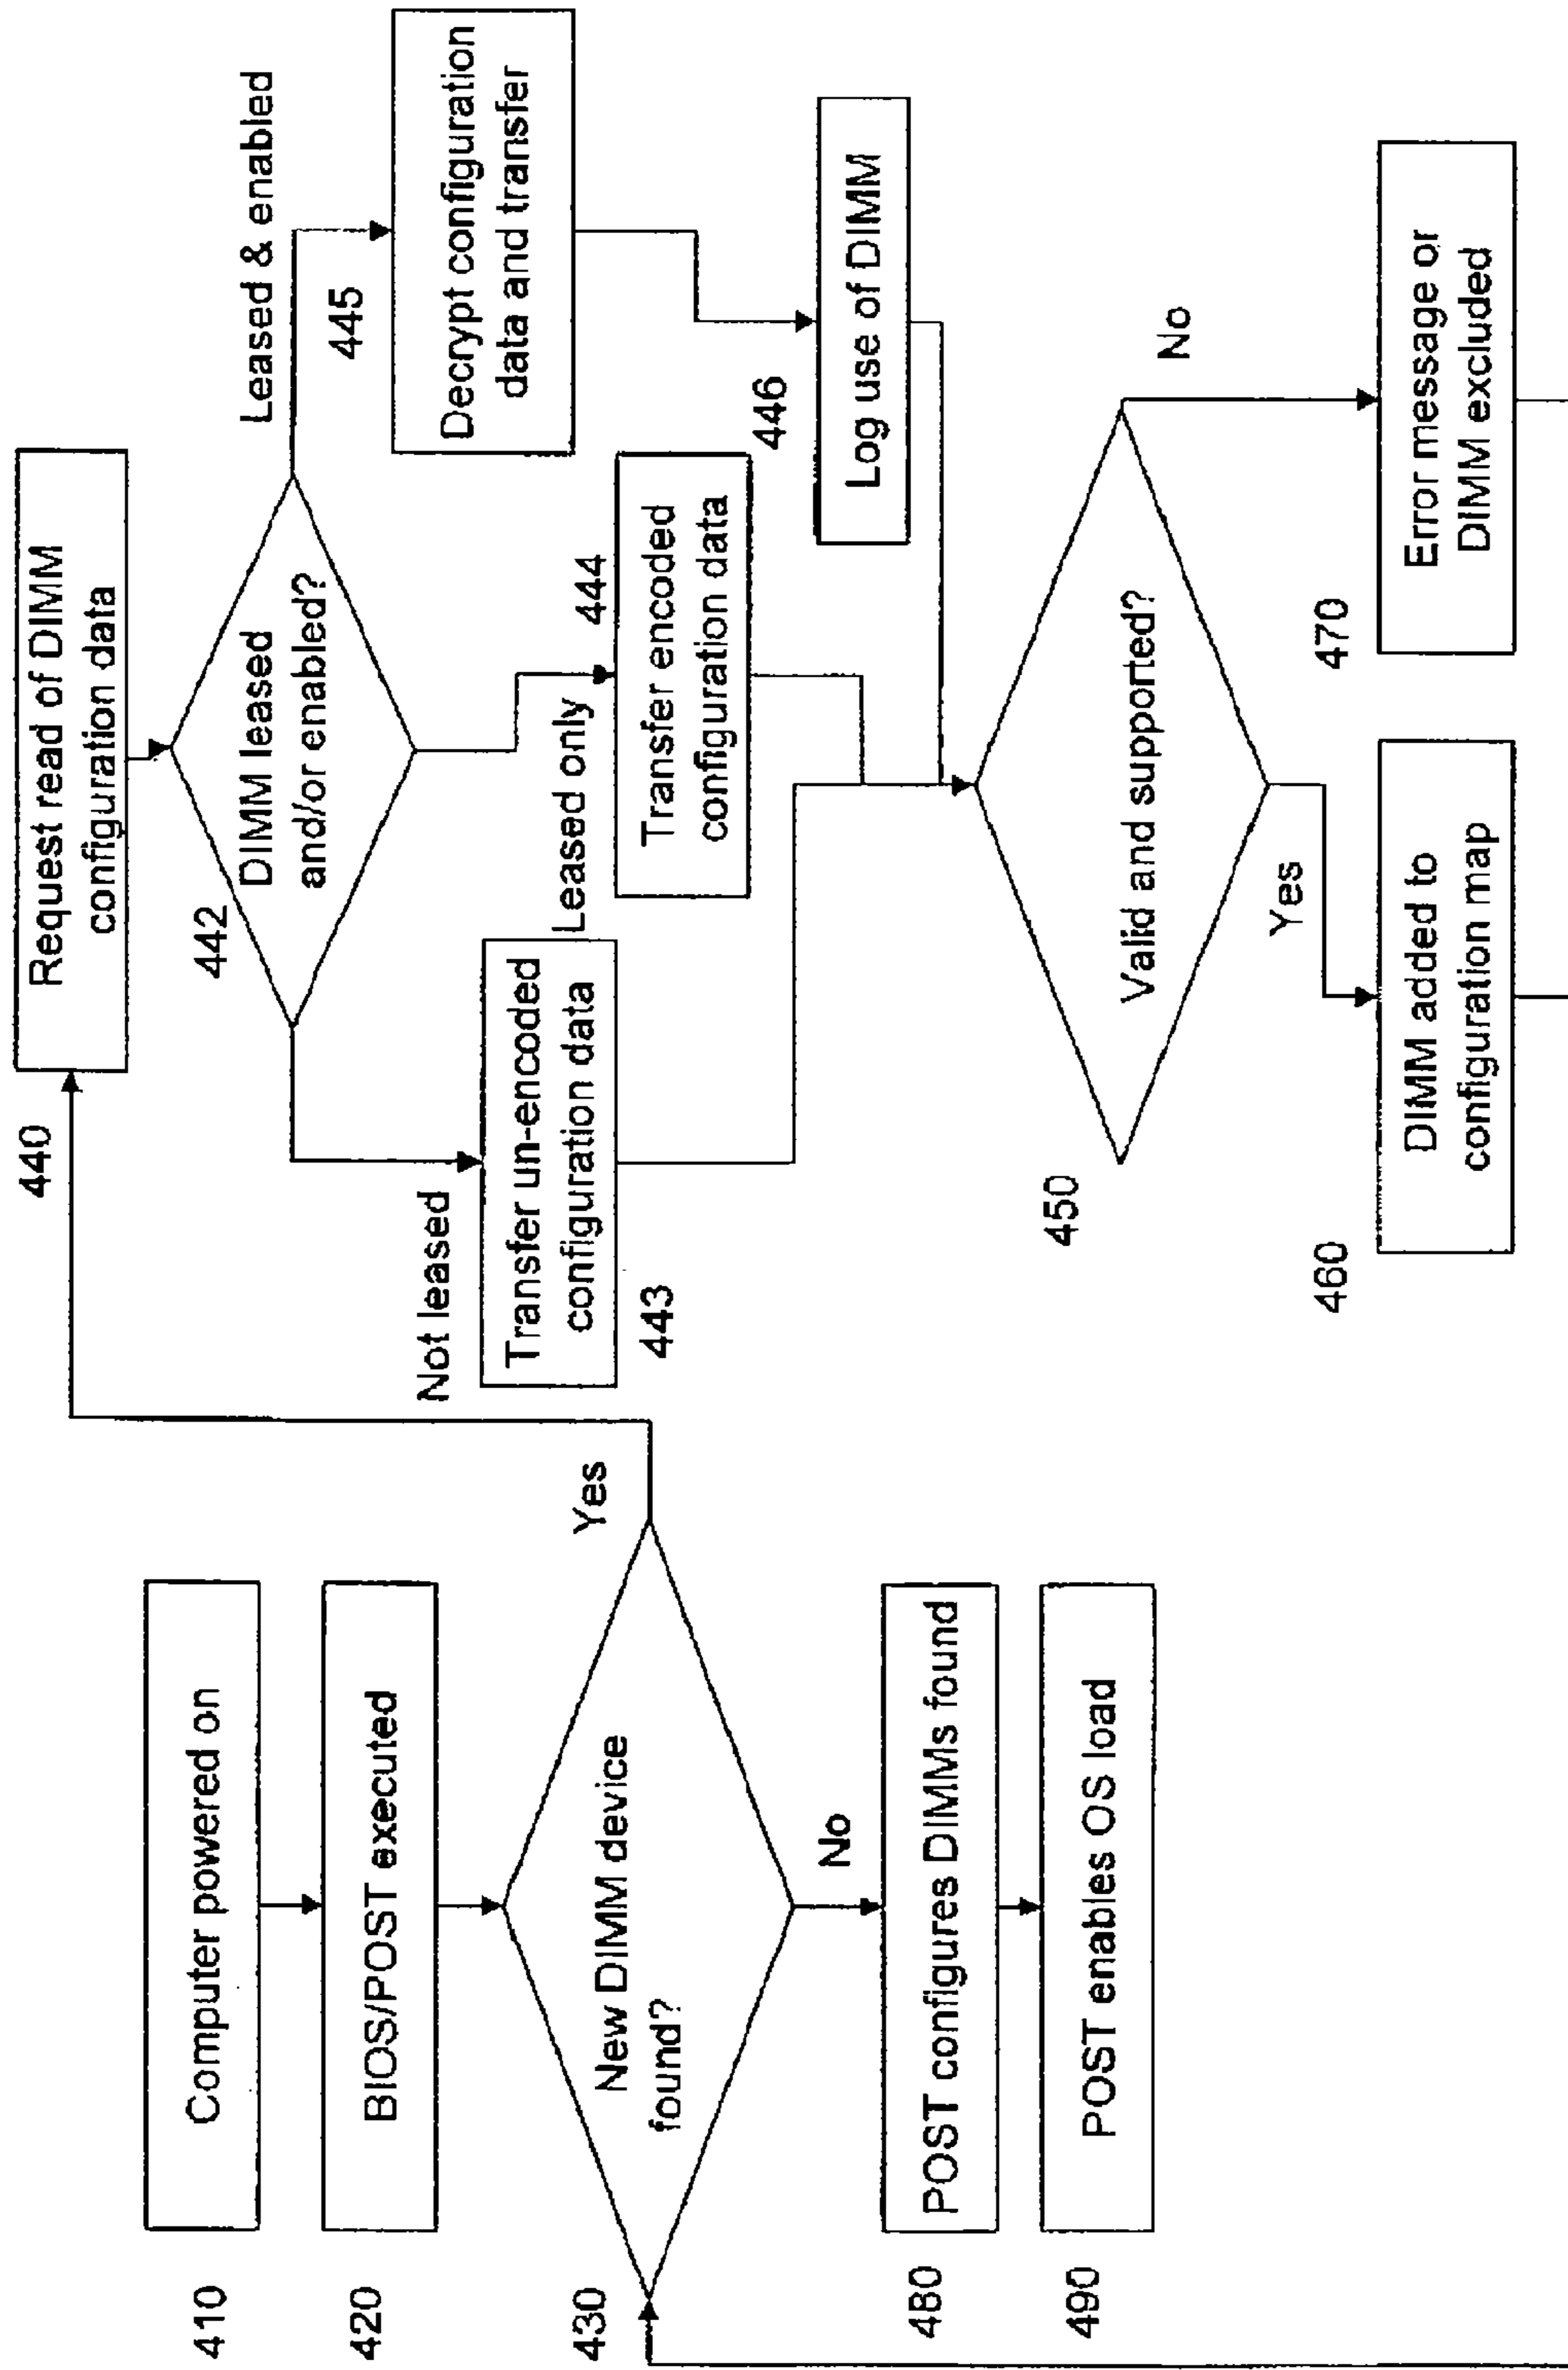 410
Computer powered on
420
BIOS/POST executed
430
New DIMM device
found?
Yes
No
480
POST configures DIMMs found
490
POST enables OS load
440
Request read of DIMM
configuration data
442
DIMM leased
and/or enabled?
Not leased
Transfer un-encoded
configuration data
443
Leased only
444
Transfer encoded
configuration data
Leased & enabled
445
Decrypt configuration
data and transfer
446
Log use of DIMM
450
Valid and supported?
Yes
No
460
DIMM added to
configuration map
470
Error message or
DIMM excluded